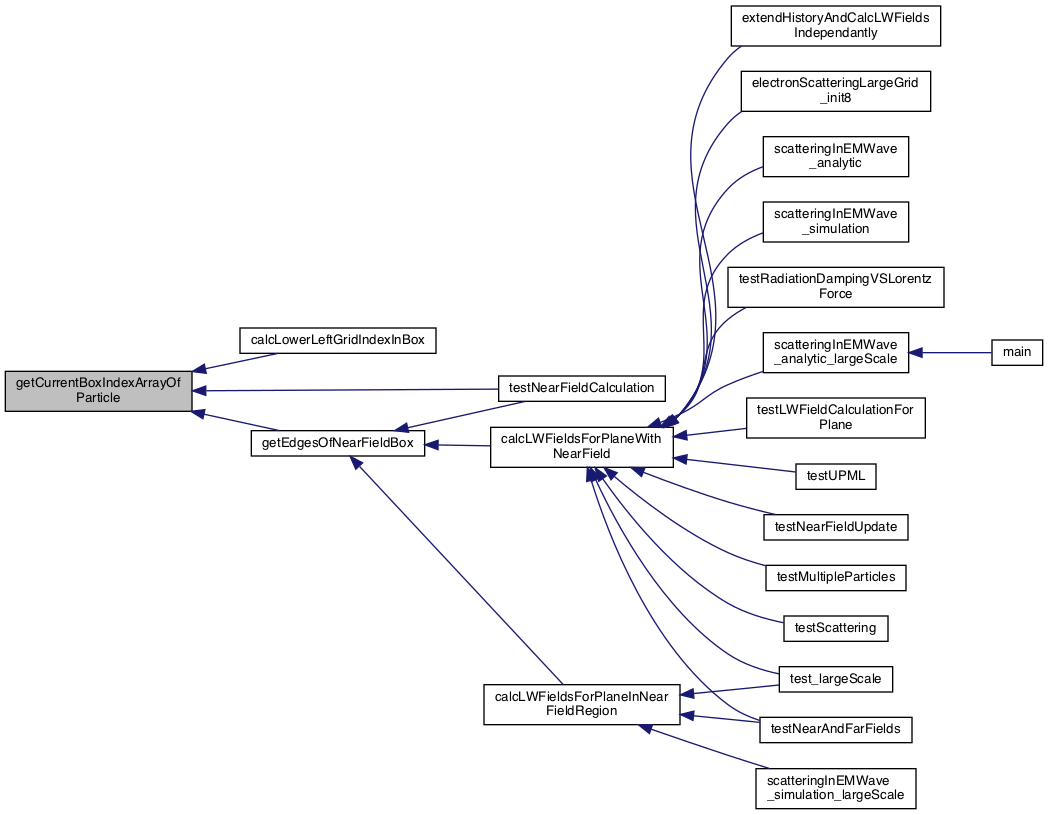 extendHistoryAndCalcLWFields
Independantly
electronScatteringLargeGrid
_init8
scatteringInEMWave
_analytic
scatteringInEMWave
_simulation
testRadiationDampingVSLorentz
Force
calcLowerLeftGridIndexInBox
scatteringInEMWave
_analytic_largeScale
main
getCurrentBoxIndexArrayOf
Particle
testNearFieldCalculation
testLWFieldCalculationFor
Plane
getEdgesOfNearFieldBox
calcLWFieldsForPlaneWith
NearField
testUPML
testNearFieldUpdate
testMultipleParticles
testScattering
calcLWFieldsForPlaneInNear
FieldRegion
test_largeScale
testNearAndFarFields
scatteringInEMWave
_simulation_largeScale